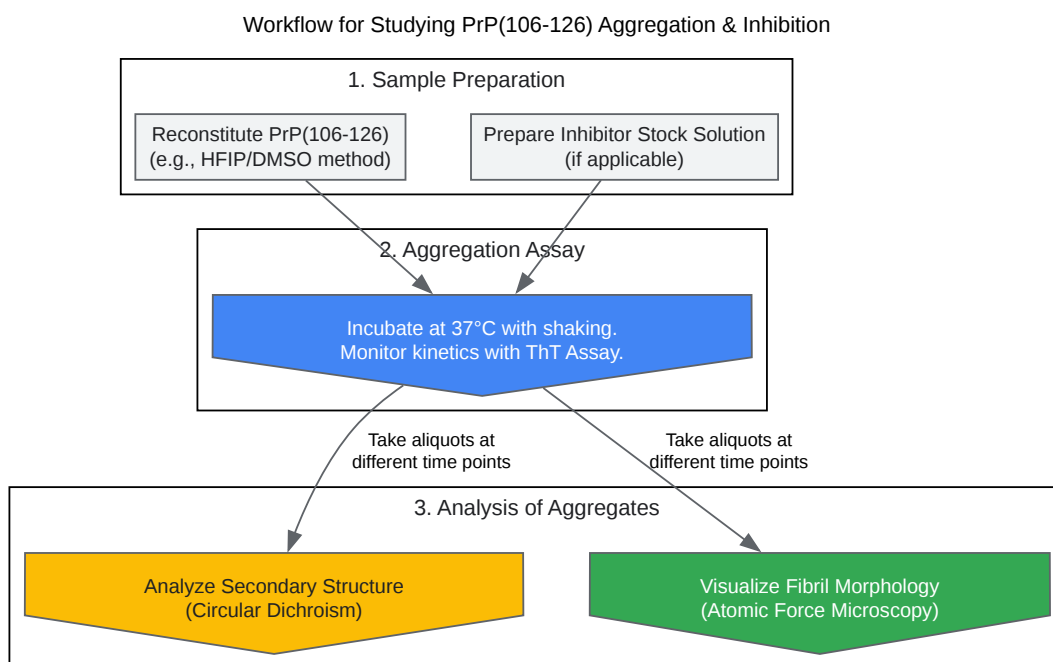 Workflow for Studying PrP(106-126) Aggregation & Inhibition
1. Sample Preparation
Reconstitute PrP(106-126)
(e.g., HFIP/DMSO method)
Prepare Inhibitor Stock Solution
(if applicable)
2. Aggregation Assay
Incubate at 37°C with shaking.
Monitor kinetics with ThT Assay.
Take aliquots at
different time points
Take aliquots at
different time points
3. Analysis of Aggregates
Analyze Secondary Structure
(Circular Dichroism)
Visualize Fibril Morphology
(Atomic Force Microscopy)